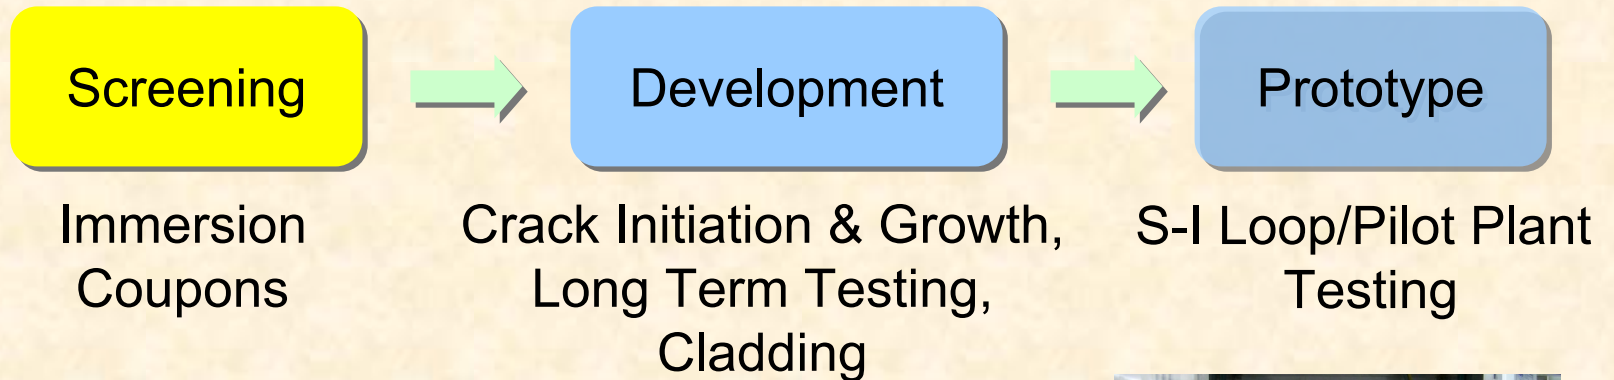 Screening
Development
Prototype
Immersion
Coupons
Crack Initiation & Growth,
Long Term Testing,
Cladding
S-I Loop/Pilot Plant
Testing